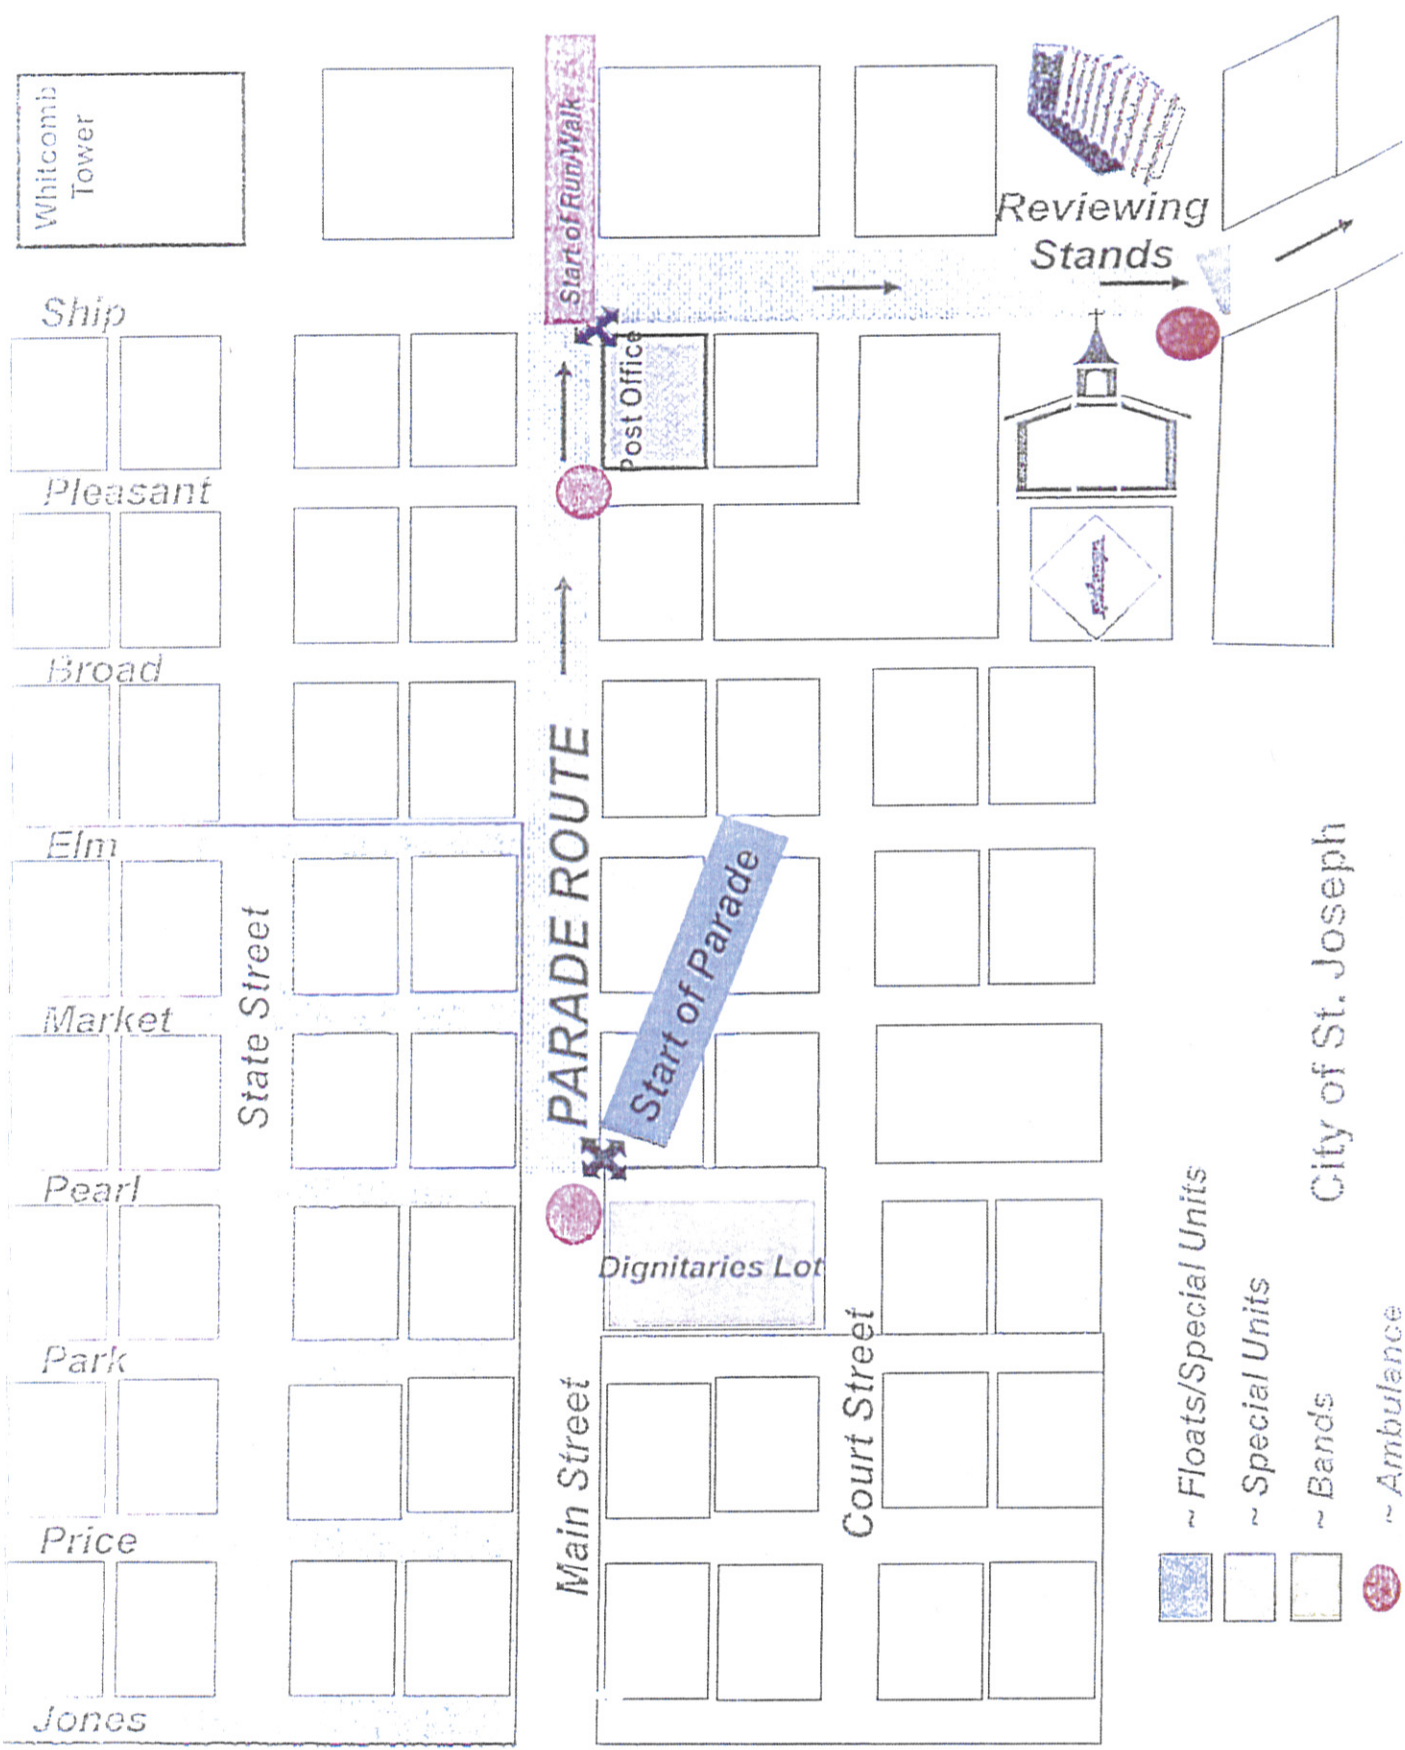 Whitcomb
Tower
Start of Run/Walk
Reviewing
Stands
Ship
Post Office
Pleasant
Broad
PARADE ROUTE
Elm
State Street
Start of Parade
Market
Pearl
Dignitaries Lot
Park
Main Street
Court Street
Price
Jones
City of St. Joseph
~ Floats/Special Units
~ Special Units
~ Bands
~ Ambulance